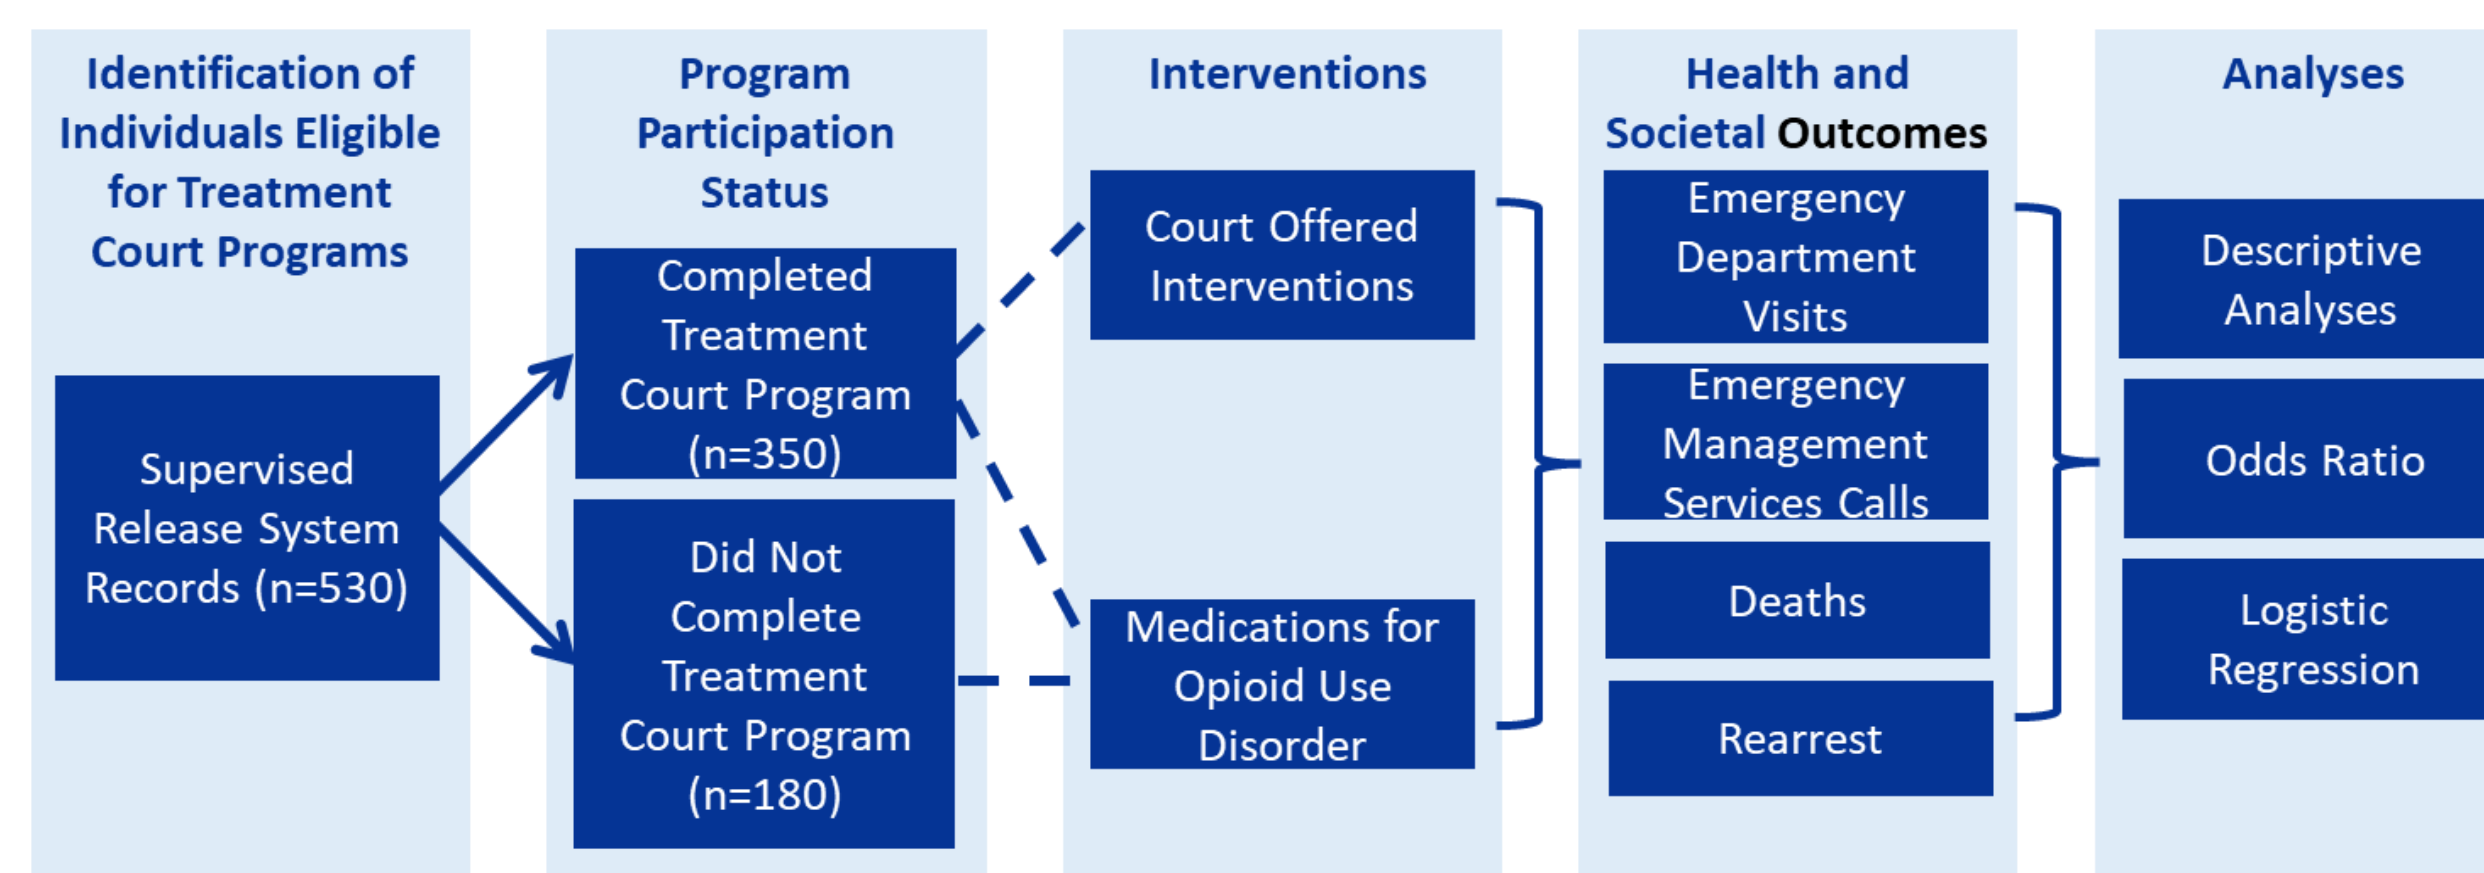 Identification of
Individuals Eligible
for Treatment
Court Programs
Supervised
Release System
Records (n=530)
Program
Participation
Status
Completed
Treatment
Court Program
(n=350)
Did Not
Complete
Treatment
Court Program
(n=180)
Interventions
Court Offered
Interventions
Medications for
Opioid Use
Disorder
Health and
Societal Outcomes
Emergency
Department
Visits
Emergency
Management
Services Calls
Deaths
Rearrest
Analyses
Descriptive
Analyses
Odds Ratio
Logistic
Regression